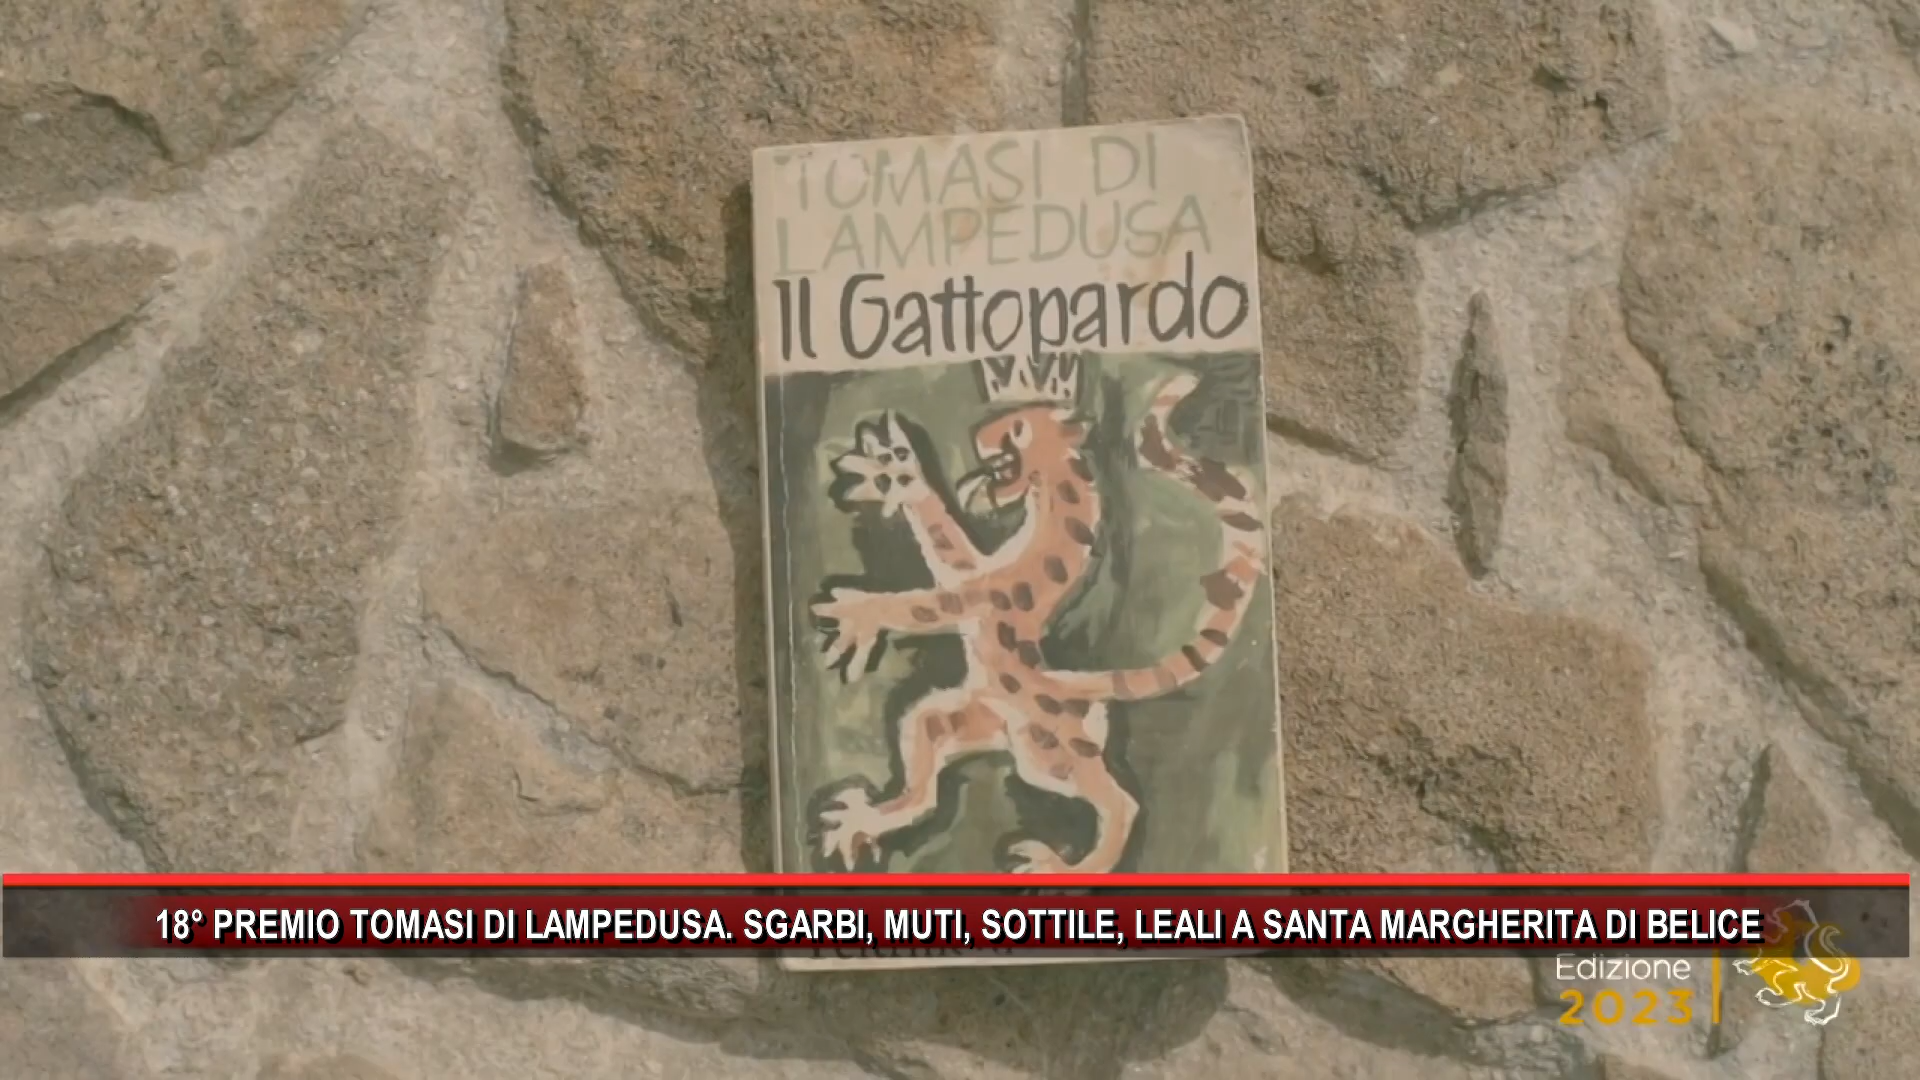 TOMASI DI
LAMPEDUSA
Il Gattopardo
18° PREMIO TOMASI DI LAMPEDUSA. SGARBI, MUTI, SOTTILE, LEALI A SANTA MARGHERITA DI BELICE
Edizione
2023